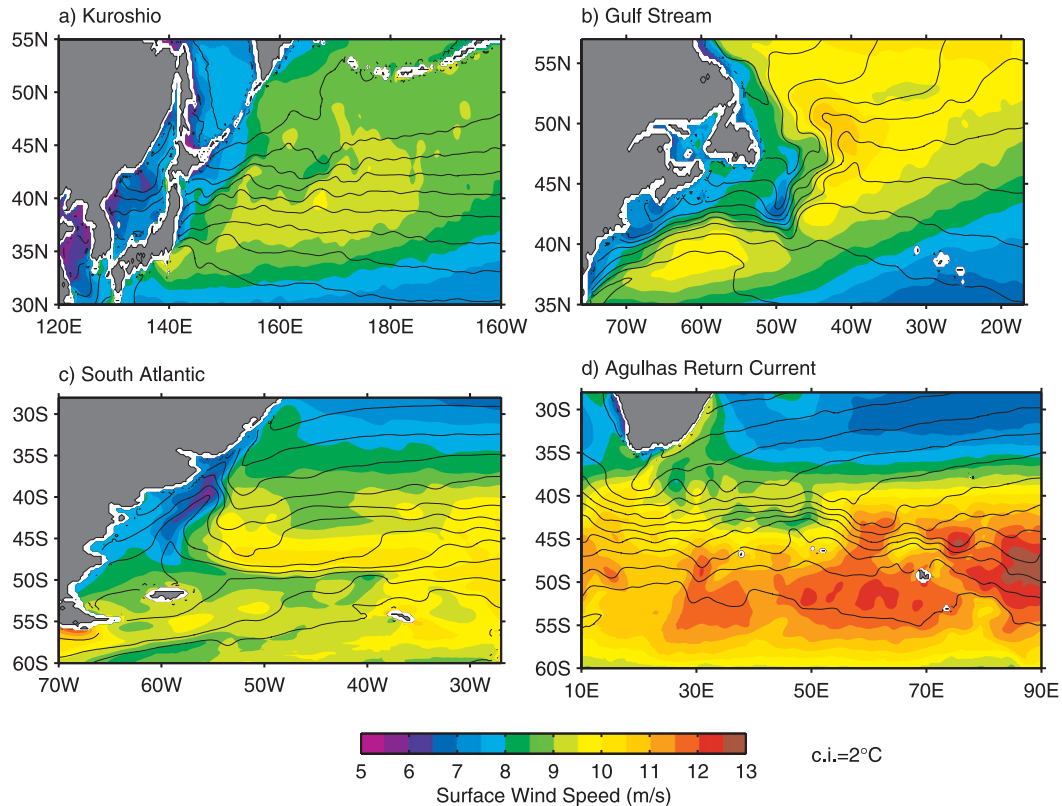 a) Kuroshio
55N
50N
45N
40N
35N
30N
120E 140E 160E 180E 160W
b) Gulf Stream
55N
50N
45N
40N
35N
70W 60W 50W 40W 30W 20W
c) South Atlantic
30S
35S
40S
45S
50S
55S
60S
70W 60W 50W 40W 30W
d) Agulhas Return Current
30S
35S
40S
45S
50S
55S
60S
10E 30E 50E 70E 90E
5 6 7 8 9 10 11 12 13
Surface Wind Speed (m/s)
c.i.=2°C